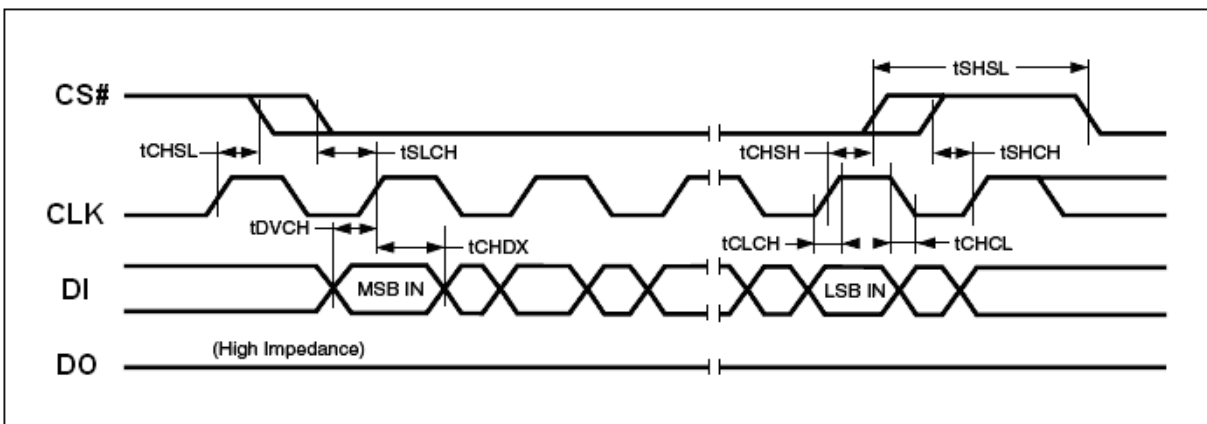 tSHSL
CS#
tCHSL
tSLCH
tCHSH
tSHCH
CLK
tDVCH
tCHDX
tCLCH
tCHCL
DI
MSB IN
LSB IN
(High Impedance)
DO